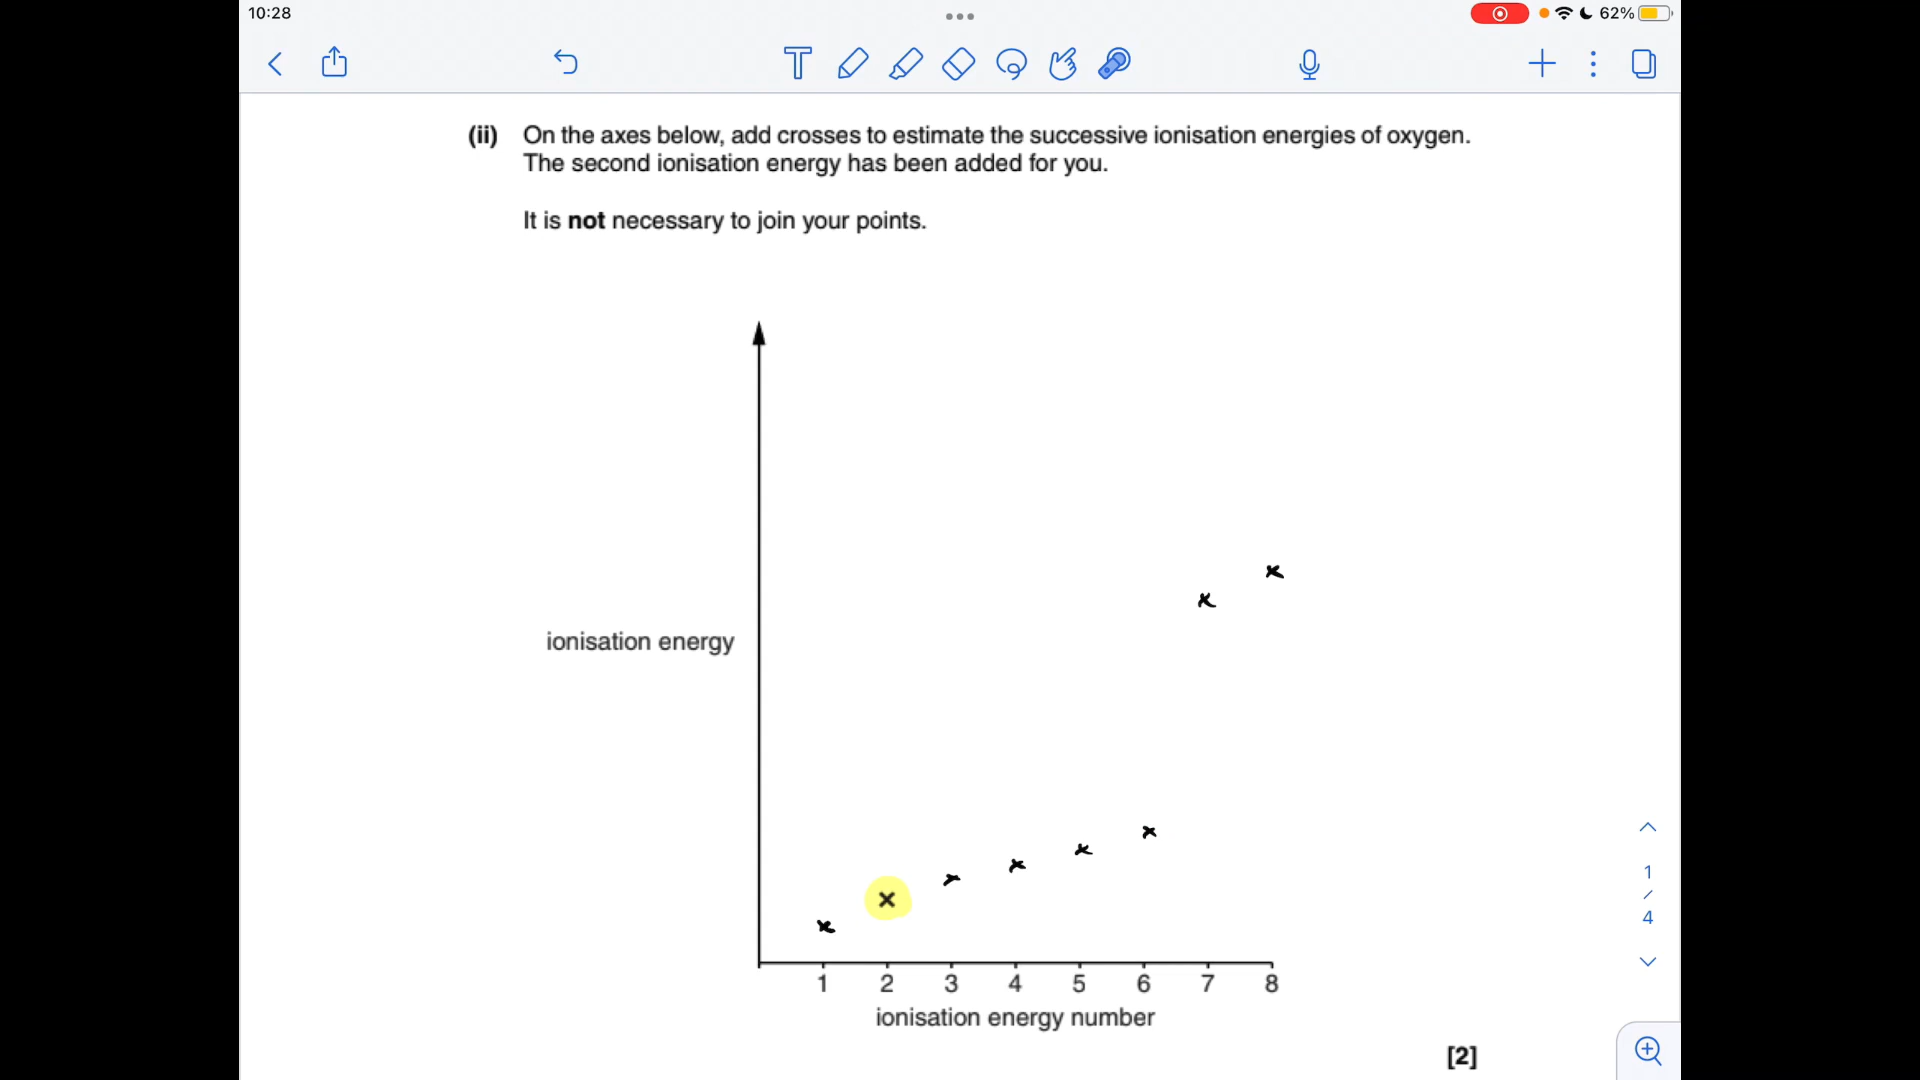 10:28
62%
(ii) On the axes below, add crosses to estimate the successive ionisation energies of oxygen.
The second ionisation energy has been added for you.
It is not necessary to join your points.
ionisation energy
1 2 3 4 5 6 7 8
ionisation energy number
[2]
1
/
4